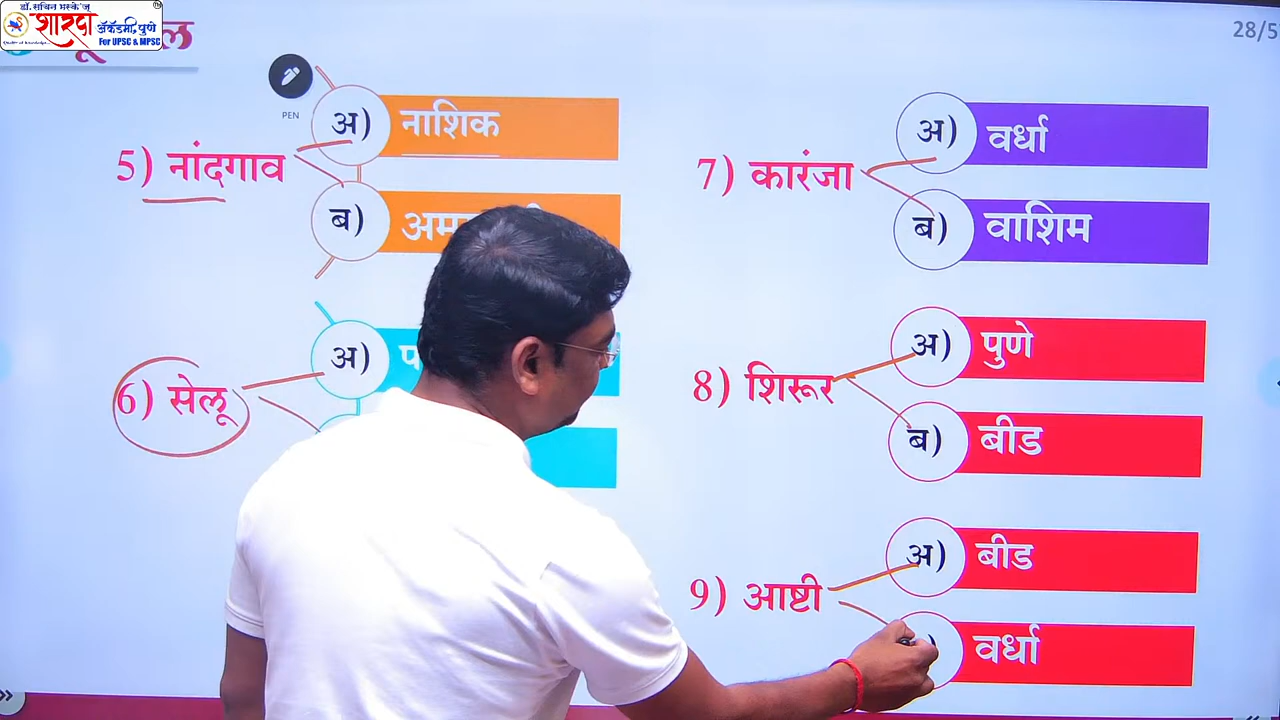 डॉ. सचिन भस्के'ज्
शारदा
अ‍ॅकॅडमी, पुणे
For UPSC & MPSC
28/5
PEN
5) नांदगाव
अ) नाशिक
ब)
6) सेलू
अ)
7) कारंजा
अ) वर्धा
ब) वाशिम
8) शिरूर
अ) पुणे
ब) बीड
9) आष्टी
अ) बीड
वर्धा